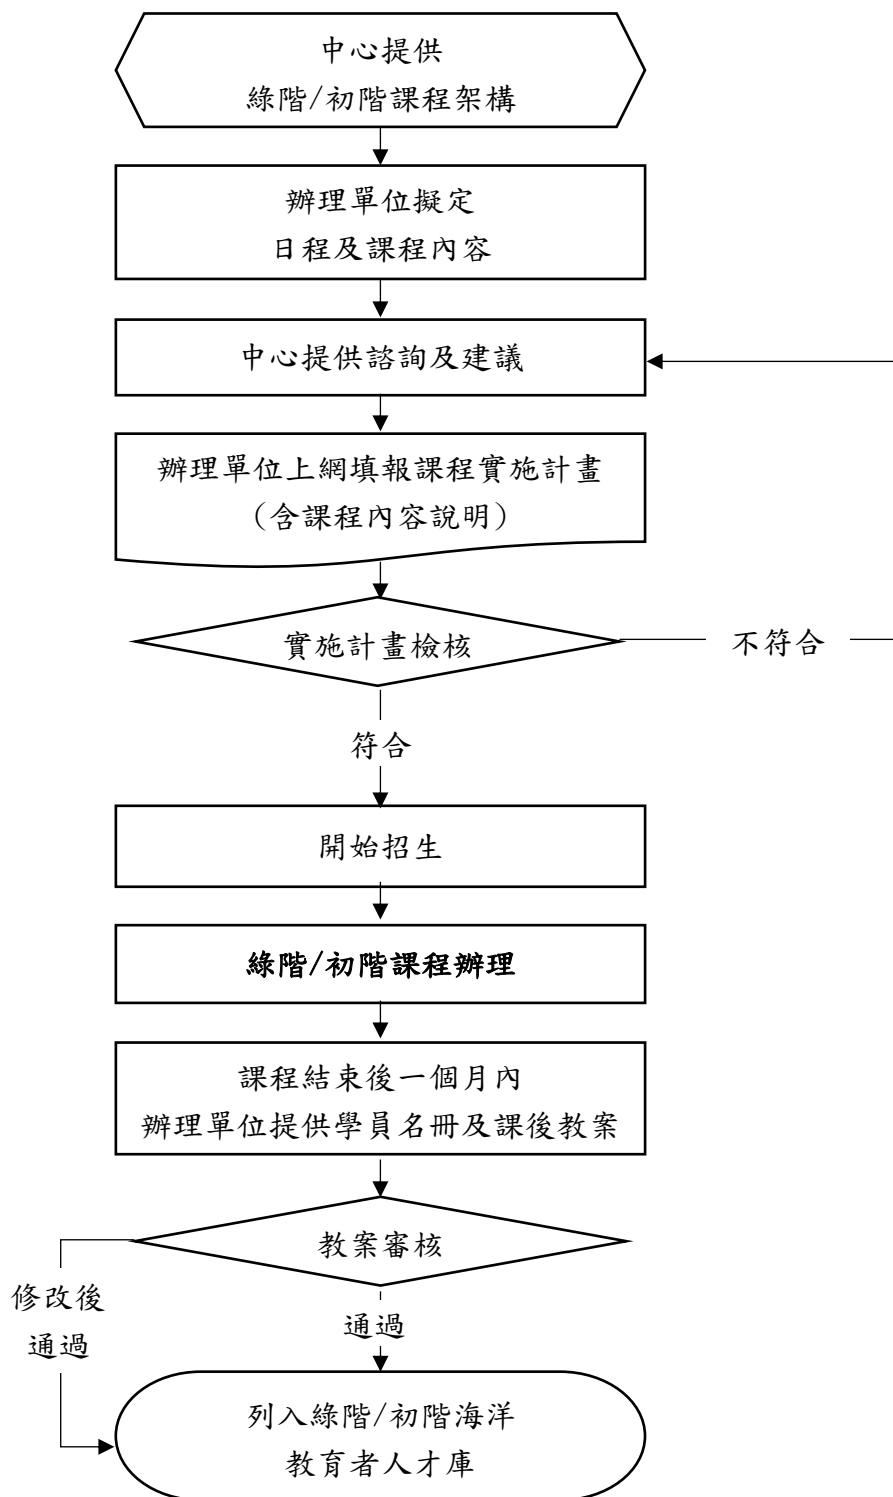 中心提供
綠階/初階課程架構
辦理單位擬定
日程及課程內容
中心提供諮詢及建議
辦理單位上網填報課程實施計畫
(含課程內容說明)
實施計畫檢核
不符合
符合
開始招生
綠階/初階課程辦理
課程結束後一個月內
辦理單位提供學員名冊及課後教案
教案審核
修改後
通過
通過
列入綠階/初階海洋
教育者人才庫